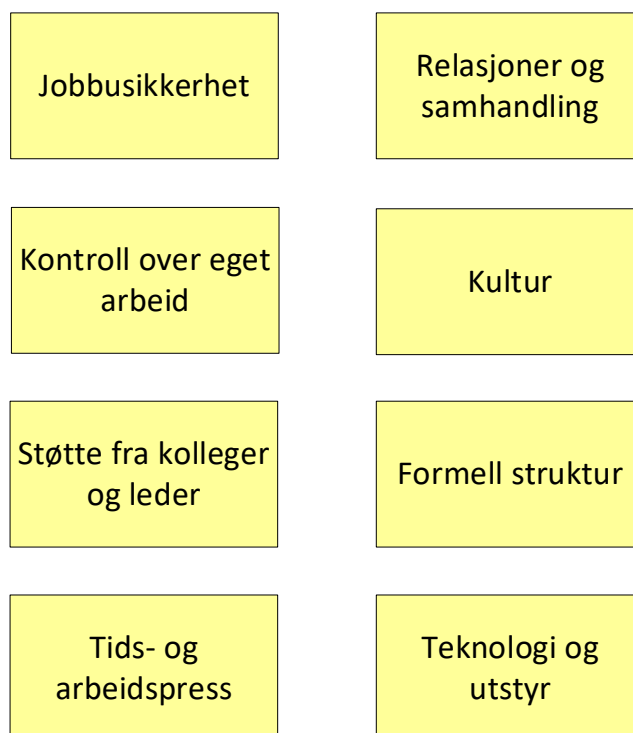 Jobbusikkerhet
Relasjoner og
samhandling
Kontroll over eget
arbeid
Kultur
Støtte fra kolleger
og leder
Formell struktur
Tids- og
arbeidspress
Teknologi og
utstyr